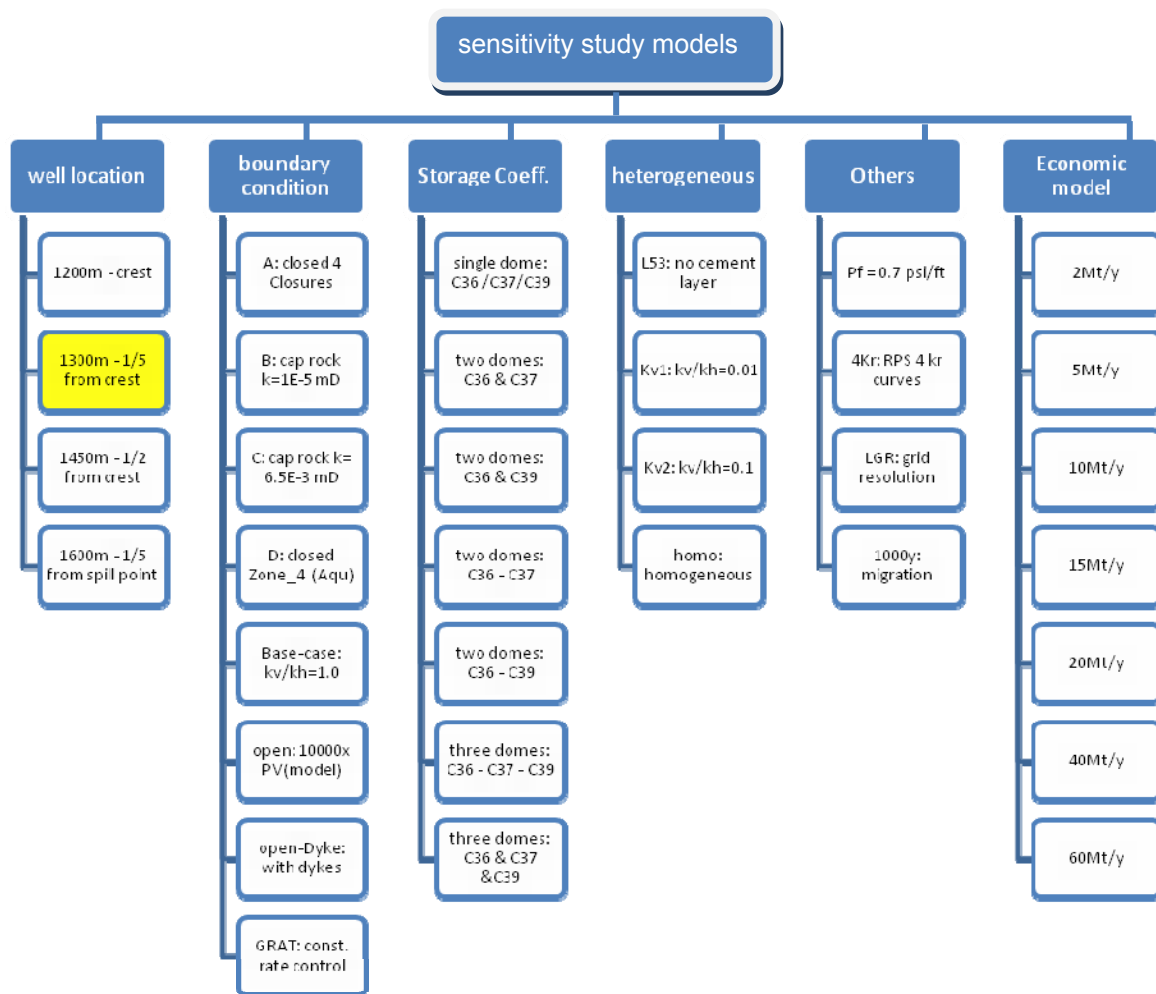 sensitivity study models
well location
1200m - crest
1300m - 1/5
from crest
1450m - 1/2
from crest
1600m - 1/5
from spill point
boundary
condition
A: closed 4
Closures
B: cap rock
k=1E-5 mD
C: cap rock k=
6.5E-3 mD
D: closed
Zone_4 (Aqu)
Base-case:
kv/kh=1.0
open: 10000x
PV(model)
open-Dyke:
with dykes
GRAT: const.
rate control
Storage Coeff.
single dome:
C36 /C37/C39
two domes:
C36 & C37
two domes:
C36 & C39
two domes:
C36 - C37
two domes:
C36 - C39
three domes:
C36 - C37 - C39
three domes:
C36 & C37
&C39
heterogeneous
L53: no cement
layer
Kv1: kv/kh=0.01
Kv2: kv/kh=0.1
homo:
homogeneous
Others
Pf =0.7 psi/ft
4Kr: RPS 4 kr
curves
LGR: grid
resolution
1000y:
migration
Economic
model
2Mt/y
5Mt/y
10Mt/y
15Mt/y
20Mt/y
40Mt/y
60Mt/y